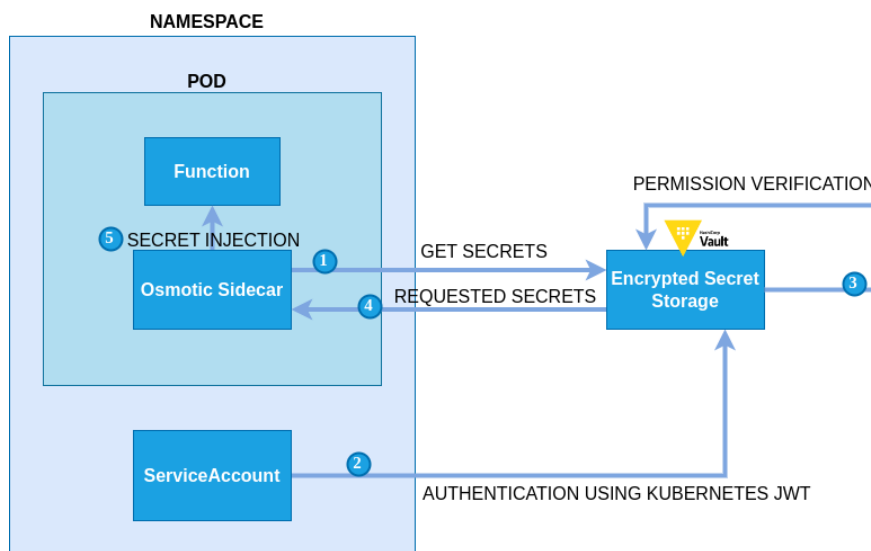 NAMESPACE
POD
Function
5 SECRET INJECTION
Osmotic Sidecar
1
GET SECRETS
4
REQUESTED SECRETS
PERMISSION VERIFICATION
HashiCorp
Vault
Encrypted Secret
Storage
3
ServiceAccount
2
AUTHENTICATION USING KUBERNETES JWT